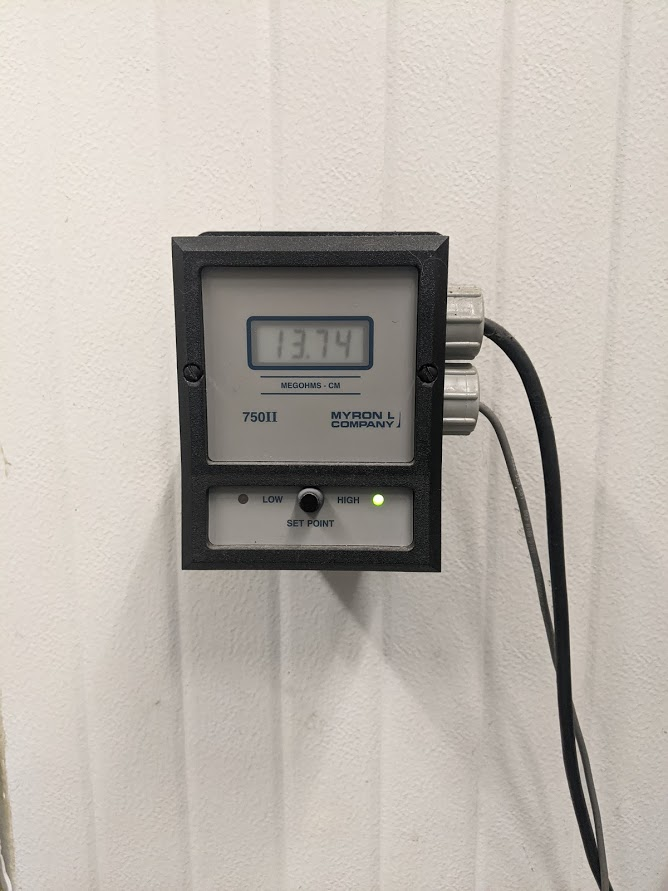 13.74
MEGOHMS - CM
750II
MYRON L
COMPANY
LOW
HIGH
SET POINT